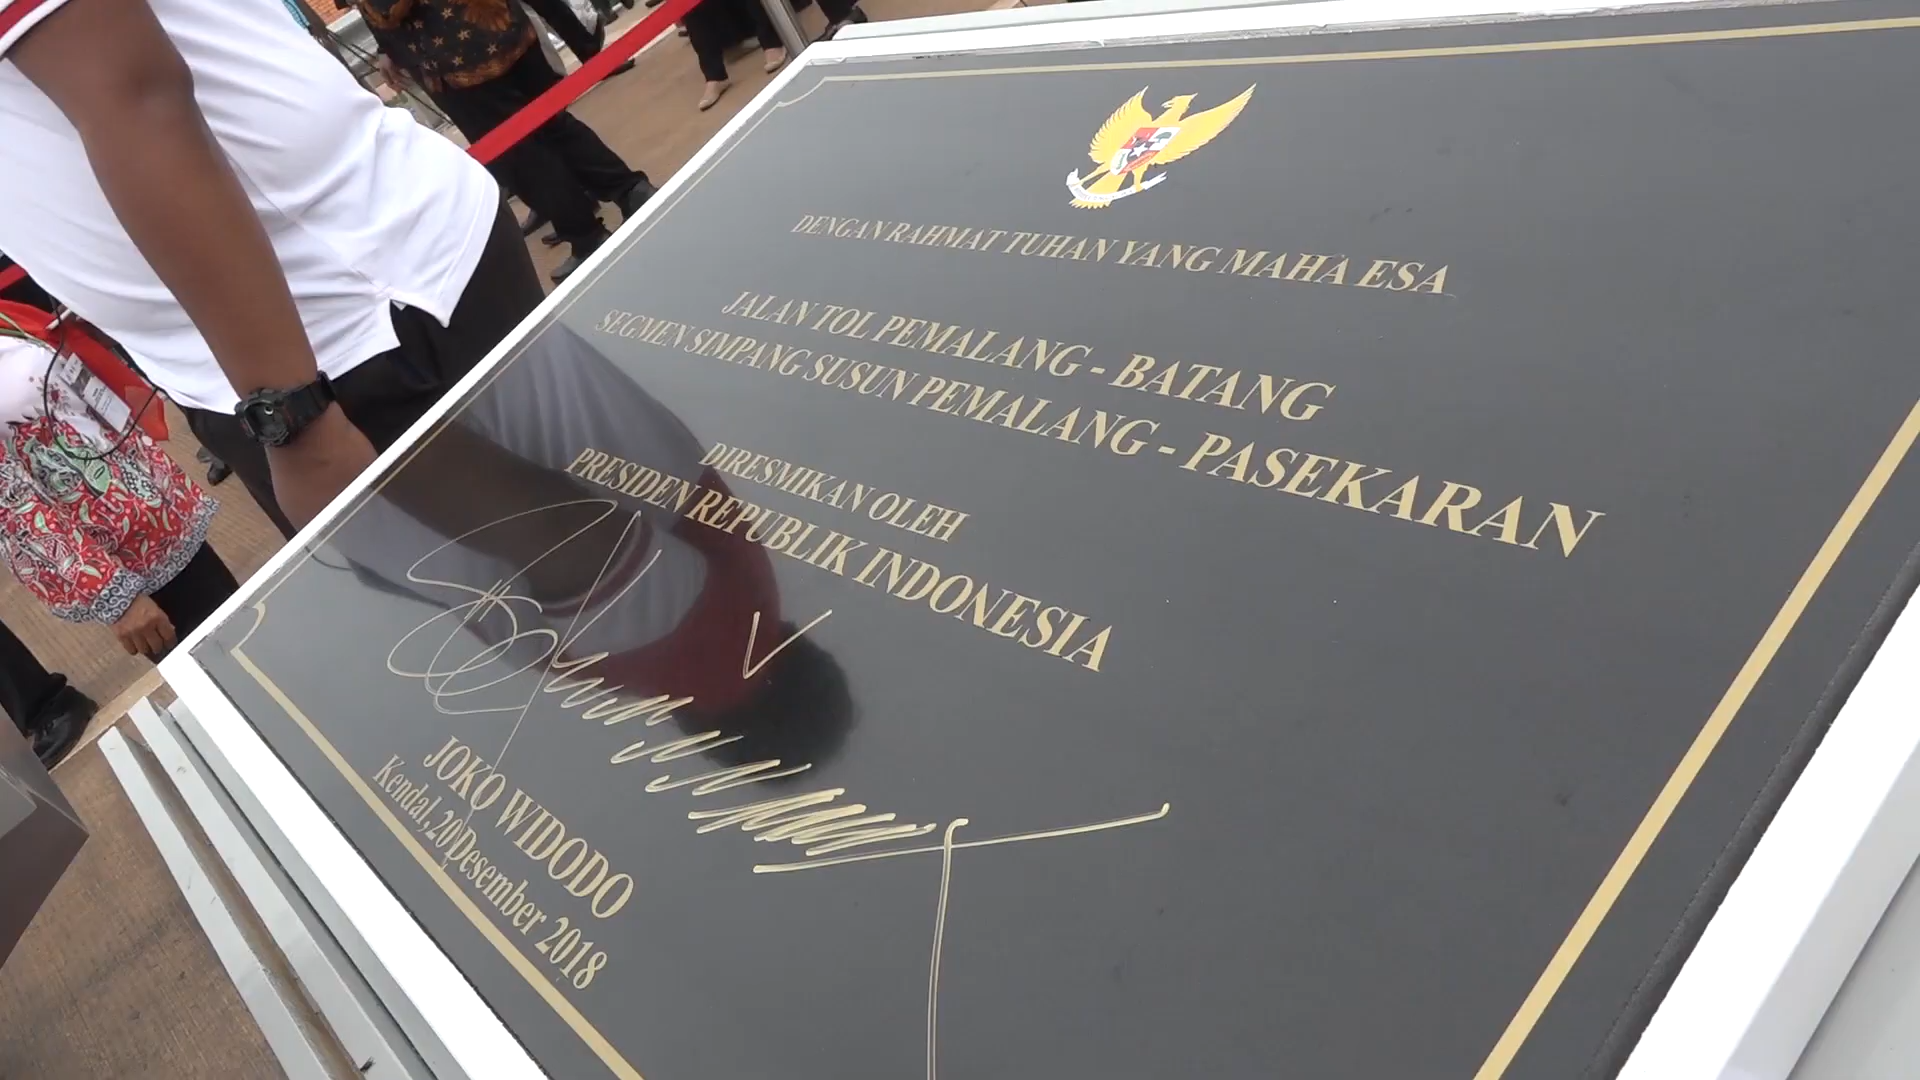 DENGAN RAHMAT TUHAN YANG MAHA ESA
JALAN TOL PEMALANG - BATANG
SEGMEN SIMPANG SUSUN PEMALANG - PASEKARAN
DIRESMIKAN OLEH
PRESIDEN REPUBLIK INDONESIA
JOKO WIDODO
Kendal, 20 Desember 2018